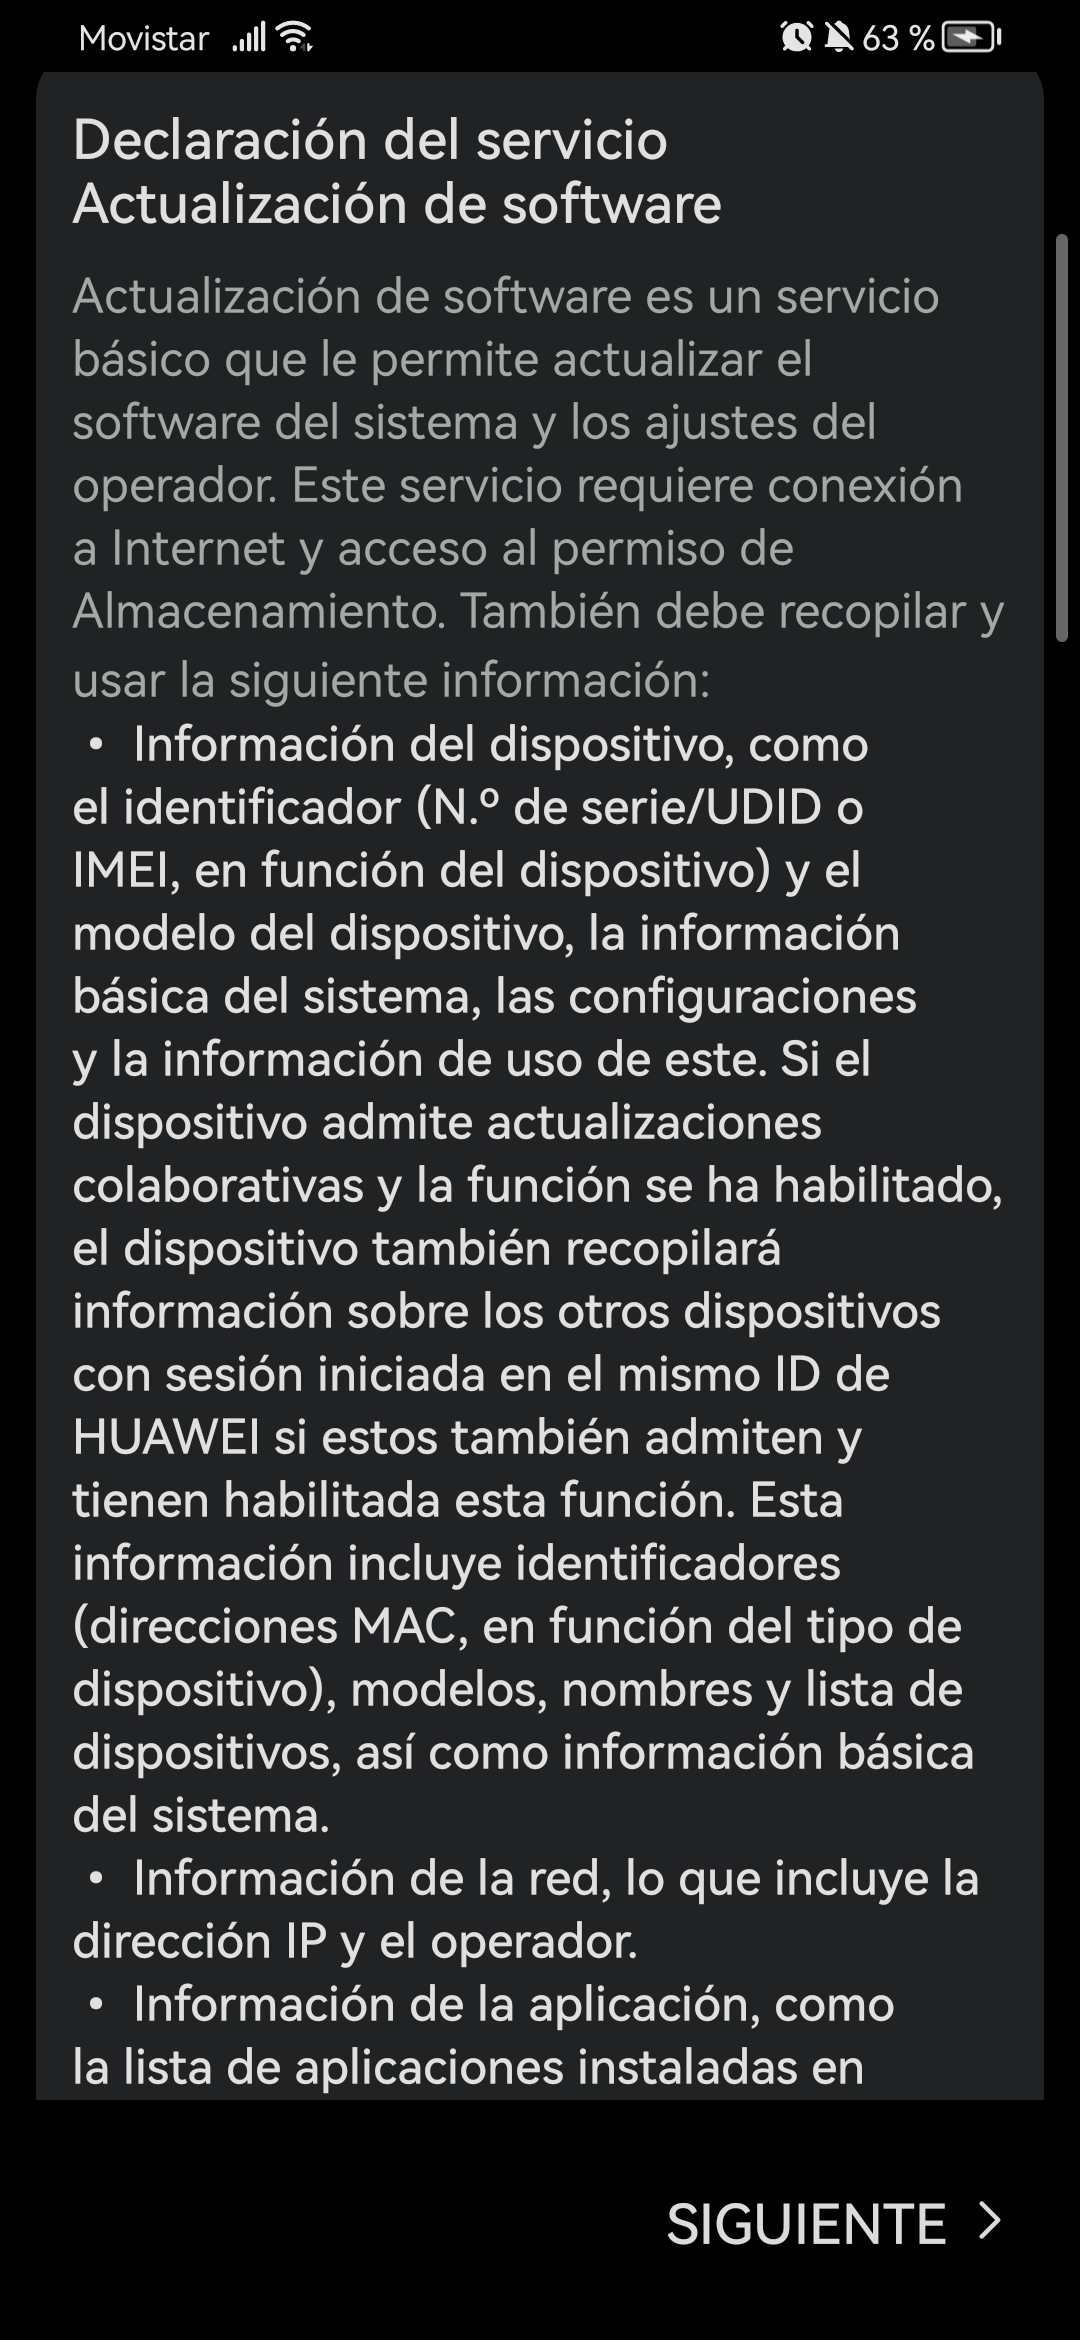 Movistar 63 %
Declaración del servicio
Actualización de software
Actualización de software es un servicio
básico que le permite actualizar el
software del sistema y los ajustes del
operador. Este servicio requiere conexión
a Internet y acceso al permiso de
Almacenamiento. También debe recopilar y
usar la siguiente información:
• Información del dispositivo, como
el identificador (N.º de serie/UDID o
IMEI, en función del dispositivo) y el
modelo del dispositivo, la información
básica del sistema, las configuraciones
y la información de uso de este. Si el
dispositivo admite actualizaciones
colaborativas y la función se ha habilitado,
el dispositivo también recopilará
información sobre los otros dispositivos
con sesión iniciada en el mismo ID de
HUAWEI si estos también admiten y
tienen habilitada esta función. Esta
información incluye identificadores
(direcciones MAC, en función del tipo de
dispositivo), modelos, nombres y lista de
dispositivos, así como información básica
del sistema.
• Información de la red, lo que incluye la
dirección IP y el operador.
• Información de la aplicación, como
la lista de aplicaciones instaladas en
SIGUIENTE